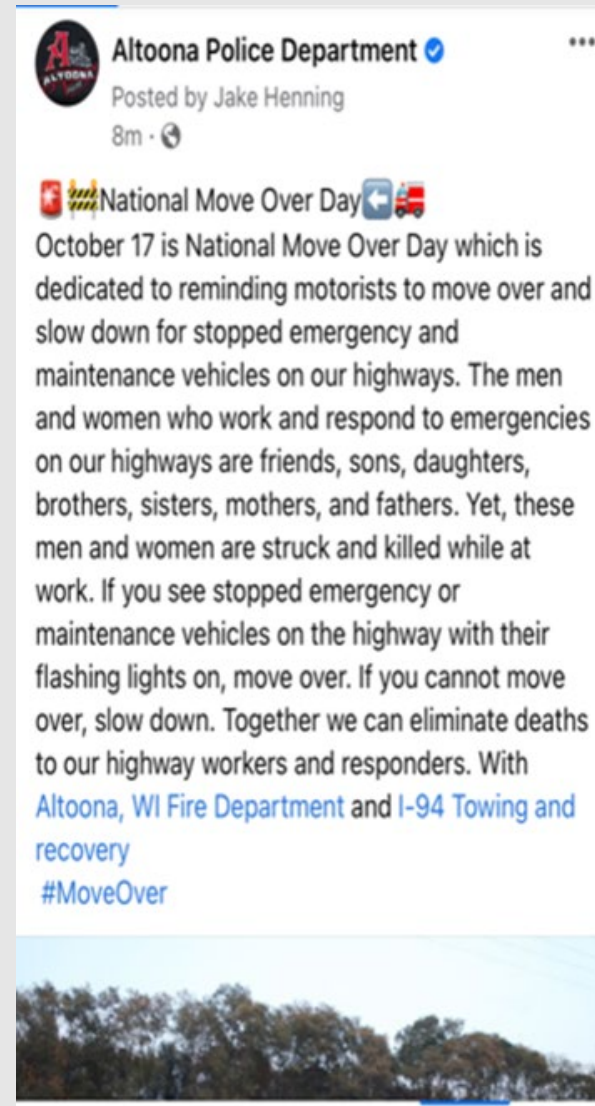 ALTOONA
Altoona Police Department
Posted by Jake Henning
8m ·
🚨🚧National Move Over Day⬅️🚒
October 17 is National Move Over Day which is
dedicated to reminding motorists to move over and
slow down for stopped emergency and
maintenance vehicles on our highways. The men
and women who work and respond to emergencies
on our highways are friends, sons, daughters,
brothers, sisters, mothers, and fathers. Yet, these
men and women are struck and killed while at
work. If you see stopped emergency or
maintenance vehicles on the highway with their
flashing lights on, move over. If you cannot move
over, slow down. Together we can eliminate deaths
to our highway workers and responders. With
Altoona, WI Fire Department and I-94 Towing and
recovery
#MoveOver